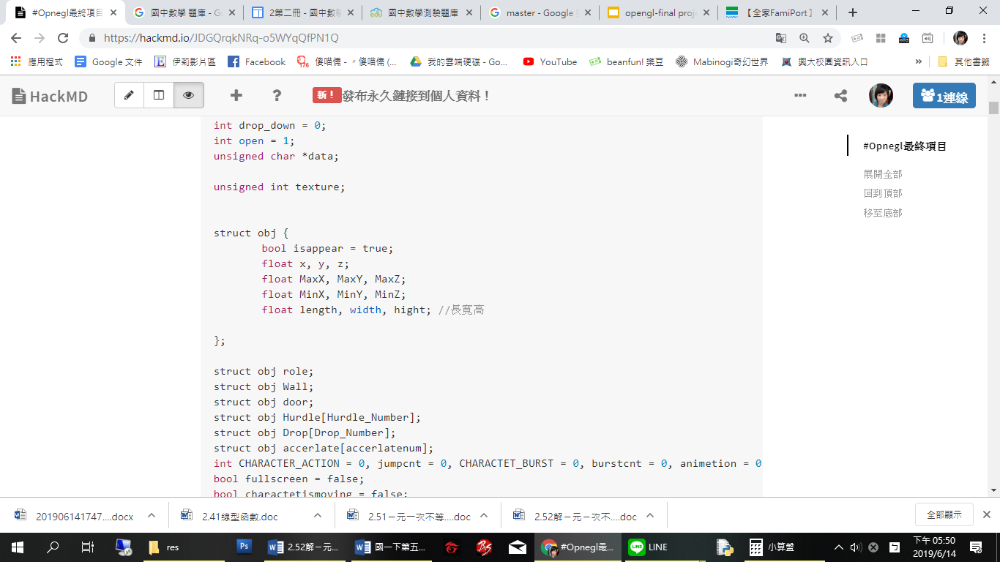 #Opnegl最終項目
國中數學 題庫 - Go
2第二冊 - 國中數學
國中數學測驗題庫
master - Google
opengl-final proj
【全家FamiPort】
https://hackmd.io/JDGQrqkNRq-o5WYqQfPN1Q
應用程式
Google 文件
伊莉影片區
Facebook
傻喵儒 - 〃傻喵儒 (...
我的雲端硬碟 - Go...
YouTube
beanfun! 樂豆
Mabinogi奇幻世界
興大校園資訊入口
»
其他書籤
HackMD
新！發布永久鏈接到個人資料！
1連線
int drop_down = 0;
int open = 1;
unsigned char *data;
unsigned int texture;
struct obj {
bool isappear = true;
float x, y, z;
float MaxX, MaxY, MaxZ;
float MinX, MinY, MinZ;
float length, width, hight; //長寬高
};
struct obj role;
struct obj Wall;
struct obj door;
struct obj Hurdle[Hurdle_Number];
struct obj Drop[Drop_Number];
struct obj accerlate[accerlatenum];
int CHARACTER_ACTION = 0, jumpcnt = 0, CHARACTET_BURST = 0, burstcnt = 0, animetion = 0
bool fullscreen = false;
bool charactetismoving = false;
#Opnegl最終項目
展開全部
回到頂部
移至底部
201906141747....docx
2.41線型函數.doc
2.51一元一次不等....doc
2.52解一元一次不....doc
全部顯示
res
Ps
2.52解一元...
國一下第五...
#Opnegl最...
LINE
小算盤
下午 05:50
2019/6/14